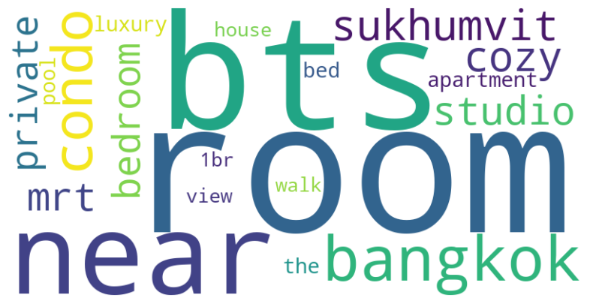 private
pool
condo
luxury
bedroom
mrt
house
bts
bed
sukhumvit
cozy
apartment
studio
room
1br
view
walk
near
the
bangkok